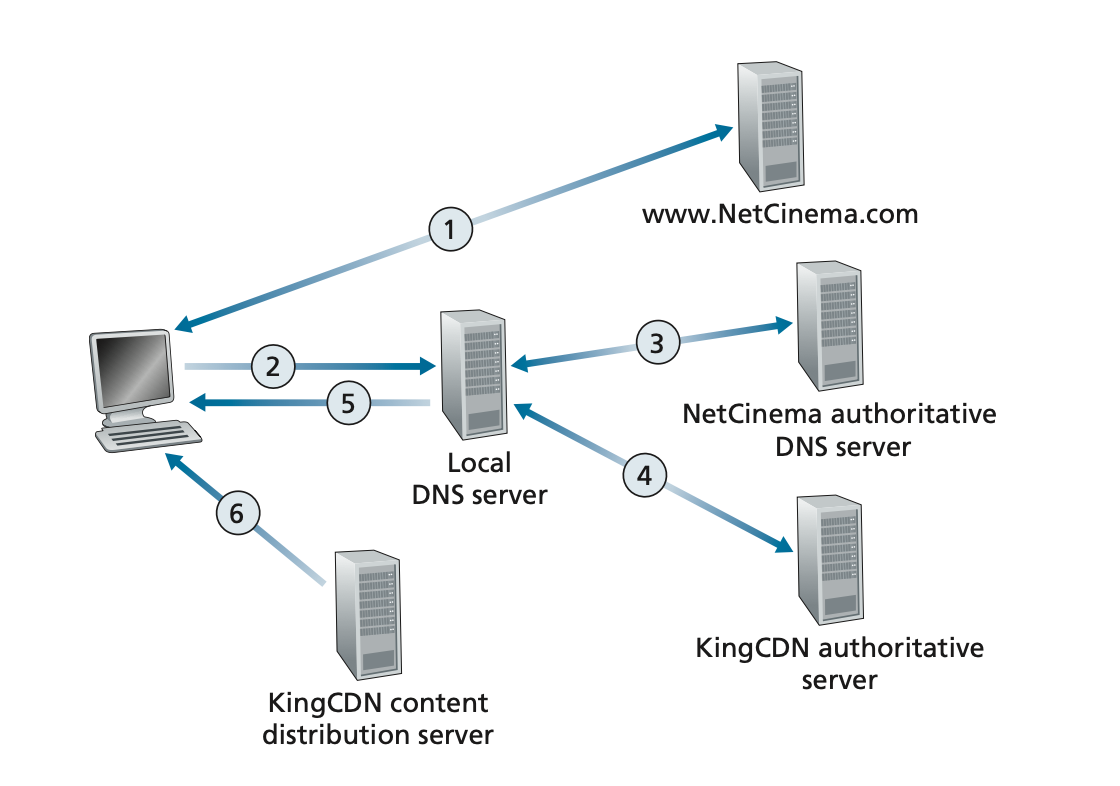 1
www.NetCinema.com
2
3
5
NetCinema authoritative
DNS server
Local
DNS server
4
6
KingCDN authoritative
server
KingCDN content
distribution server